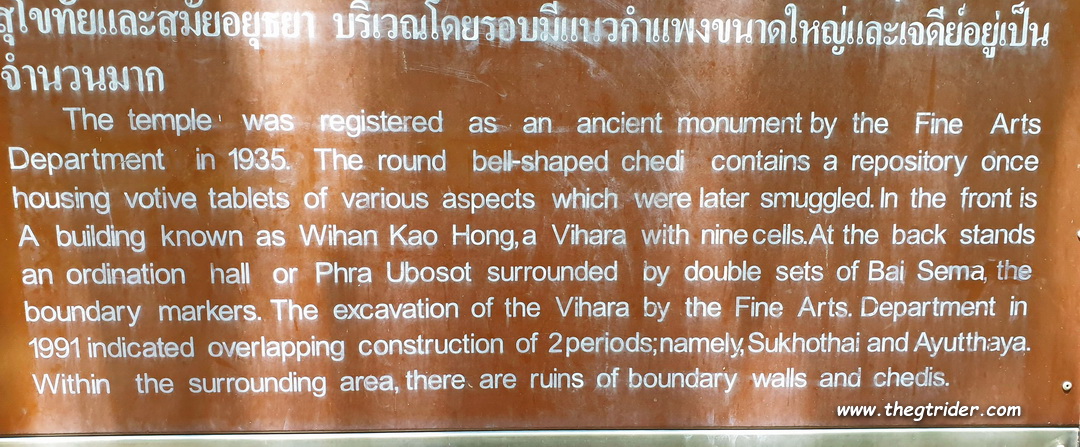 สุโขทัยและสมัยอยุธยา บริเวณโดยรอบมีแนวกำแพงขนาดใหญ่และเจดีย์อยู่เป็น
จำนวนมาก
The temple was registered as an ancient monument by the Fine Arts
Department in 1935. The round bell-shaped chedi contains a repository once
housing votive tablets of various aspects which were later smuggled. In the front is
A building known as Wihan Kao Hong, a Vihara with nine cells. At the back stands
an ordination hall or Phra Ubosot surrounded by double sets of Bai Sema, the
boundary markers. The excavation of the Vihara by the Fine Arts. Department in
1991 indicated overlapping construction of 2 periods; namely, Sukhothai and Ayutthaya.
Within the surrounding area, there are ruins of boundary walls and chedis.
www.thegtrider.com